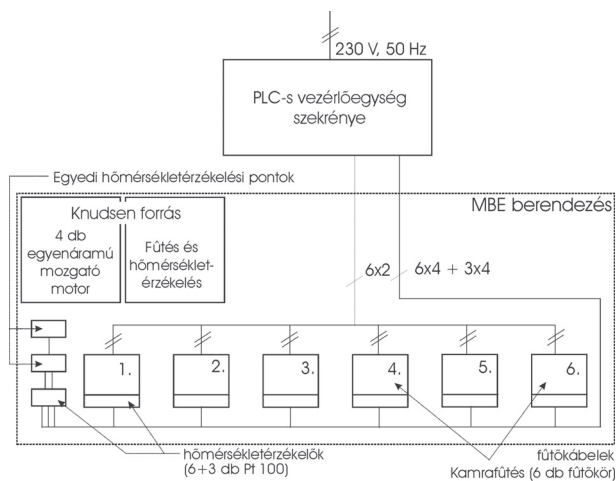 230 V, 50 Hz
PLC-s vezérlőegység
szekrénye
Egyedi hőmérsékletérzékelési pontok
MBE berendezés
Knudsen forrás
4 db
egyenáramú
mozgató
motor
Fűtés és
hőmérséklet-
érzékelés
6x2
6x4 + 3x4
1.
2.
3.
4.
5.
6.
hőmérsékletérzékelők
(6+3 db Pt 100)
fűtőkábelek
Kamrafűtés (6 db fűtőkör)